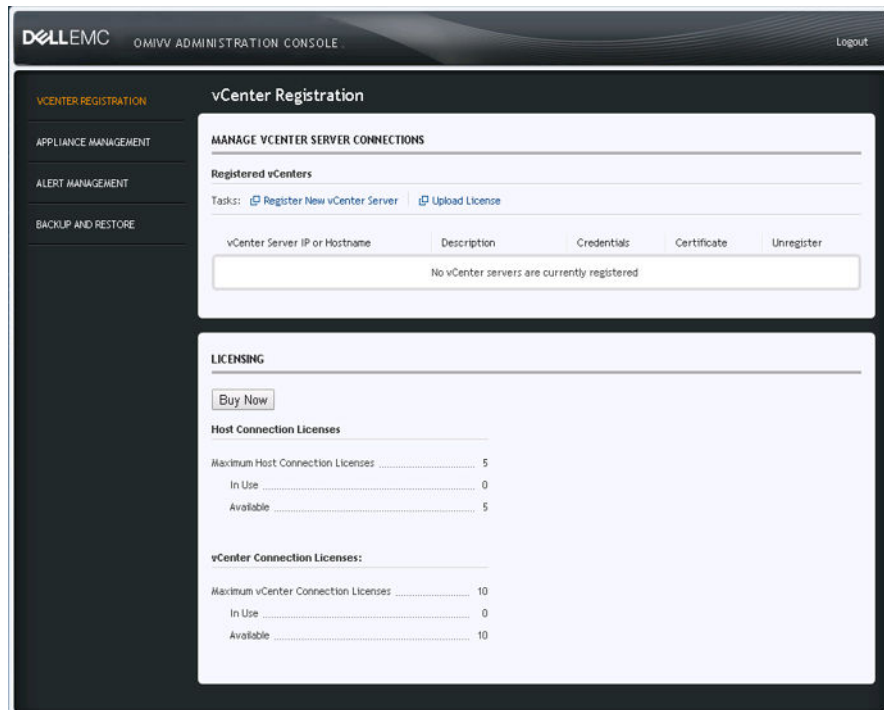 DELLEMC OMIVV ADMINISTRATION CONSOLE Logout
VCENTER REGISTRATION
APPLIANCE MANAGEMENT
ALERT MANAGEMENT
BACKUP AND RESTORE
vCenter Registration
MANAGE VCENTER SERVER CONNECTIONS
Registered vCenters
Tasks: Register New vCenter Server Upload License
vCenter Server IP or Hostname Description Credentials Certificate Unregister
No vCenter servers are currently registered
LICENSING
Buy Now
Host Connection Licenses
Maximum Host Connection Licenses 5
In Use 0
Available 5
vCenter Connection Licenses:
Maximum vCenter Connection Licenses 10
In Use 0
Available 10